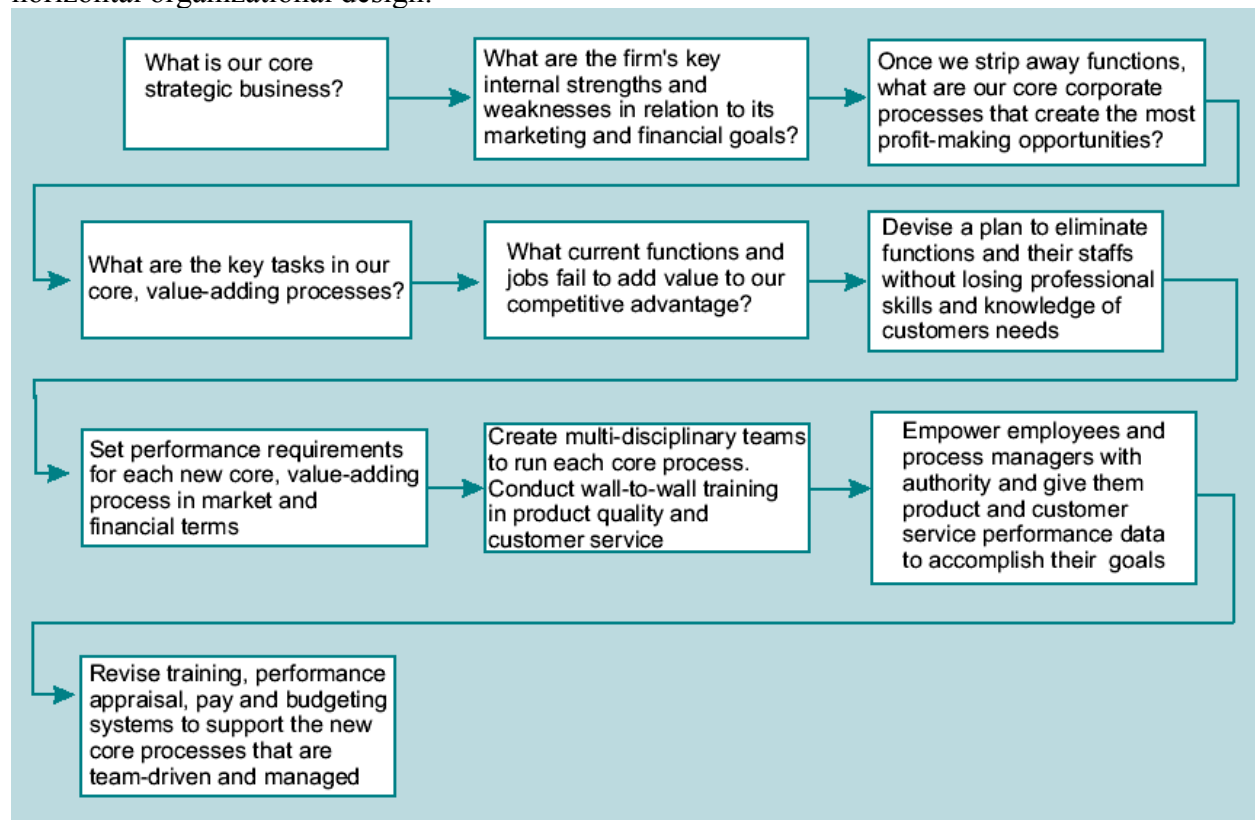 horizontal organizational design.
What is our core
strategic business?
What are the firm's key
internal strengths and
weaknesses in relation to its
marketing and financial goals?
Once we strip away functions,
what are our core corporate
processes that create the most
profit-making opportunities?
What are the key tasks in our
core, value-adding processes?
What current functions and
jobs fail to add value to our
competitive advantage?
Devise a plan to eliminate
functions and their staffs
without losing professional
skills and knowledge of
customers needs
Set performance requirements
for each new core, value-adding
process in market and
financial terms
Create multi-disciplinary teams
to run each core process.
Conduct wall-to-wall training
in product quality and
customer service
Empower employees and
process managers with
authority and give them
product and customer
service performance data
to accomplish their goals
Revise training, performance
appraisal, pay and budgeting
systems to support the new
core processes that are
team-driven and managed